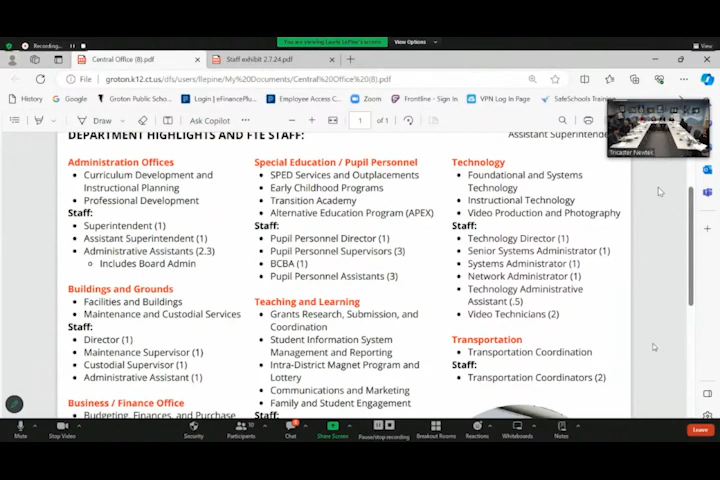 Recording...
You are viewing Laurie LePine's screen
View Options
View
Central Office (8).pdf
Staff exhibit 2.7.24.pdf
File
groton.k12.ct.us/dfs/users/llepine/My%20Documents/Central%20Office%20(8).pdf
History
Google
Groton Public Scho...
Login | eFinancePlu...
Employee Access C...
Zoom
Frontline - Sign In
VPN Log In Page
SafeSchools Train
Draw
Ask Copilot
1
of 1
Tricaster Newtek
DEPARTMENT HIGHLIGHTS AND FTE STAFF:
Assistant Superintende
Administration Offices
• Curriculum Development and
Instructional Planning
• Professional Development
Staff:
• Superintendent (1)
• Assistant Superintendent (1)
• Administrative Assistants (2.3)
Includes Board Admin
Buildings and Grounds
• Facilities and Buildings
• Maintenance and Custodial Services
Staff:
• Director (1)
• Maintenance Supervisor (1)
• Custodial Supervisor (1)
• Administrative Assistant (1)
Business / Finance Office
• Budgeting, Finances, and Purchase
Special Education / Pupil Personnel
• SPED Services and Outplacements
• Early Childhood Programs
• Transition Academy
• Alternative Education Program (APEX)
Staff:
• Pupil Personnel Director (1)
• Pupil Personnel Supervisors (3)
• BCBA (1)
• Pupil Personnel Assistants (3)
Teaching and Learning
• Grants Research, Submission, and
Coordination
• Student Information System
Management and Reporting
• Intra-District Magnet Program and
Lottery
• Communications and Marketing
• Family and Student Engagement
Staff:
Technology
• Foundational and Systems
Technology
• Instructional Technology
• Video Production and Photography
Staff:
• Technology Director (1)
• Senior Systems Administrator (1)
• Systems Administrator (1)
• Network Administrator (1)
• Technology Administrative
Assistant (.5)
• Video Technicians (2)
Transportation
• Transportation Coordination
Staff:
• Transportation Coordinators (2)
Mute
Stop Video
Security
Participants
10
Chat
Share Screen
Pause/stop recording
Breakout Rooms
Reactions
Whiteboards
Notes
Leave